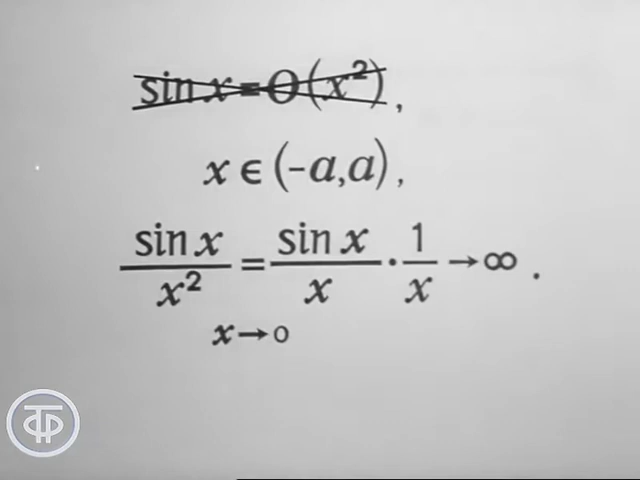 sin x = O(x²),
x ∈ (-a,a),
sin x / x² = sin x / x · 1/x → ∞ .
x → 0